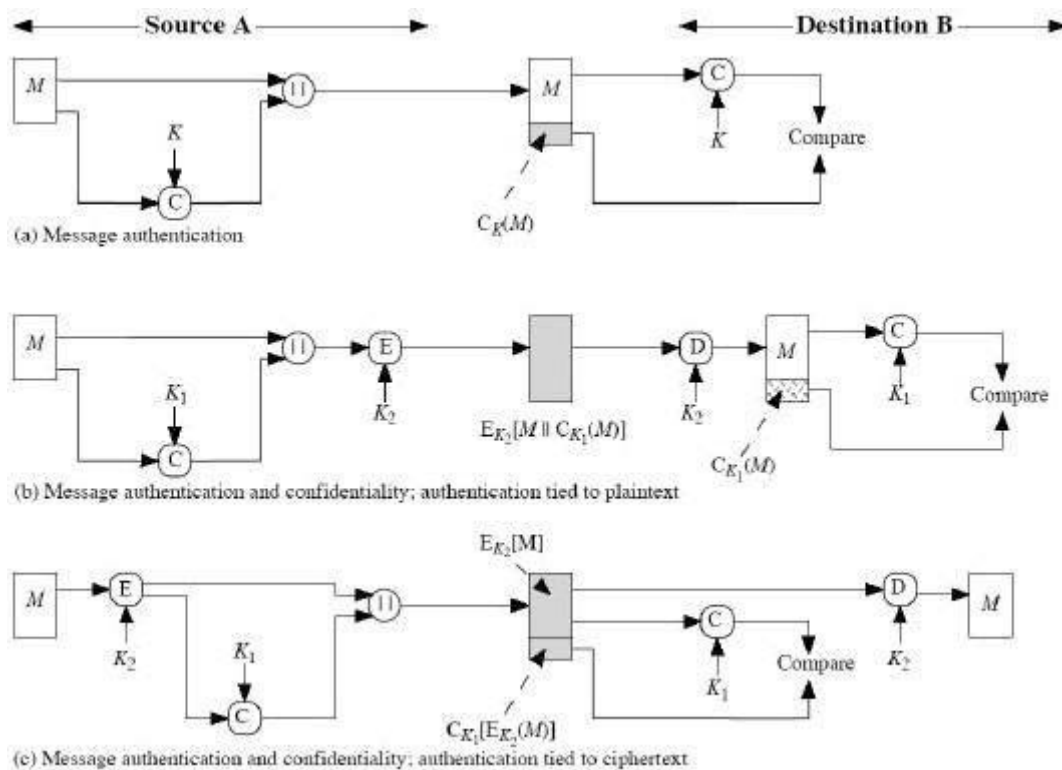 Source A
Destination B
M
||
M
C
K
K
Compare
C
C_K(M)
(a) Message authentication
M
||
E
D
M
C
K₁
K₂
K₂
K₁
Compare
C
E_K₂[M || C_K₁(M)]
C_K₁(M)
(b) Message authentication and confidentiality; authentication tied to plaintext
E_K₂[M]
M
E
||
D
M
K₂
K₁
C
K₁
Compare
K₂
C
C_K₁[E_K₂(M)]
(c) Message authentication and confidentiality; authentication tied to ciphertext